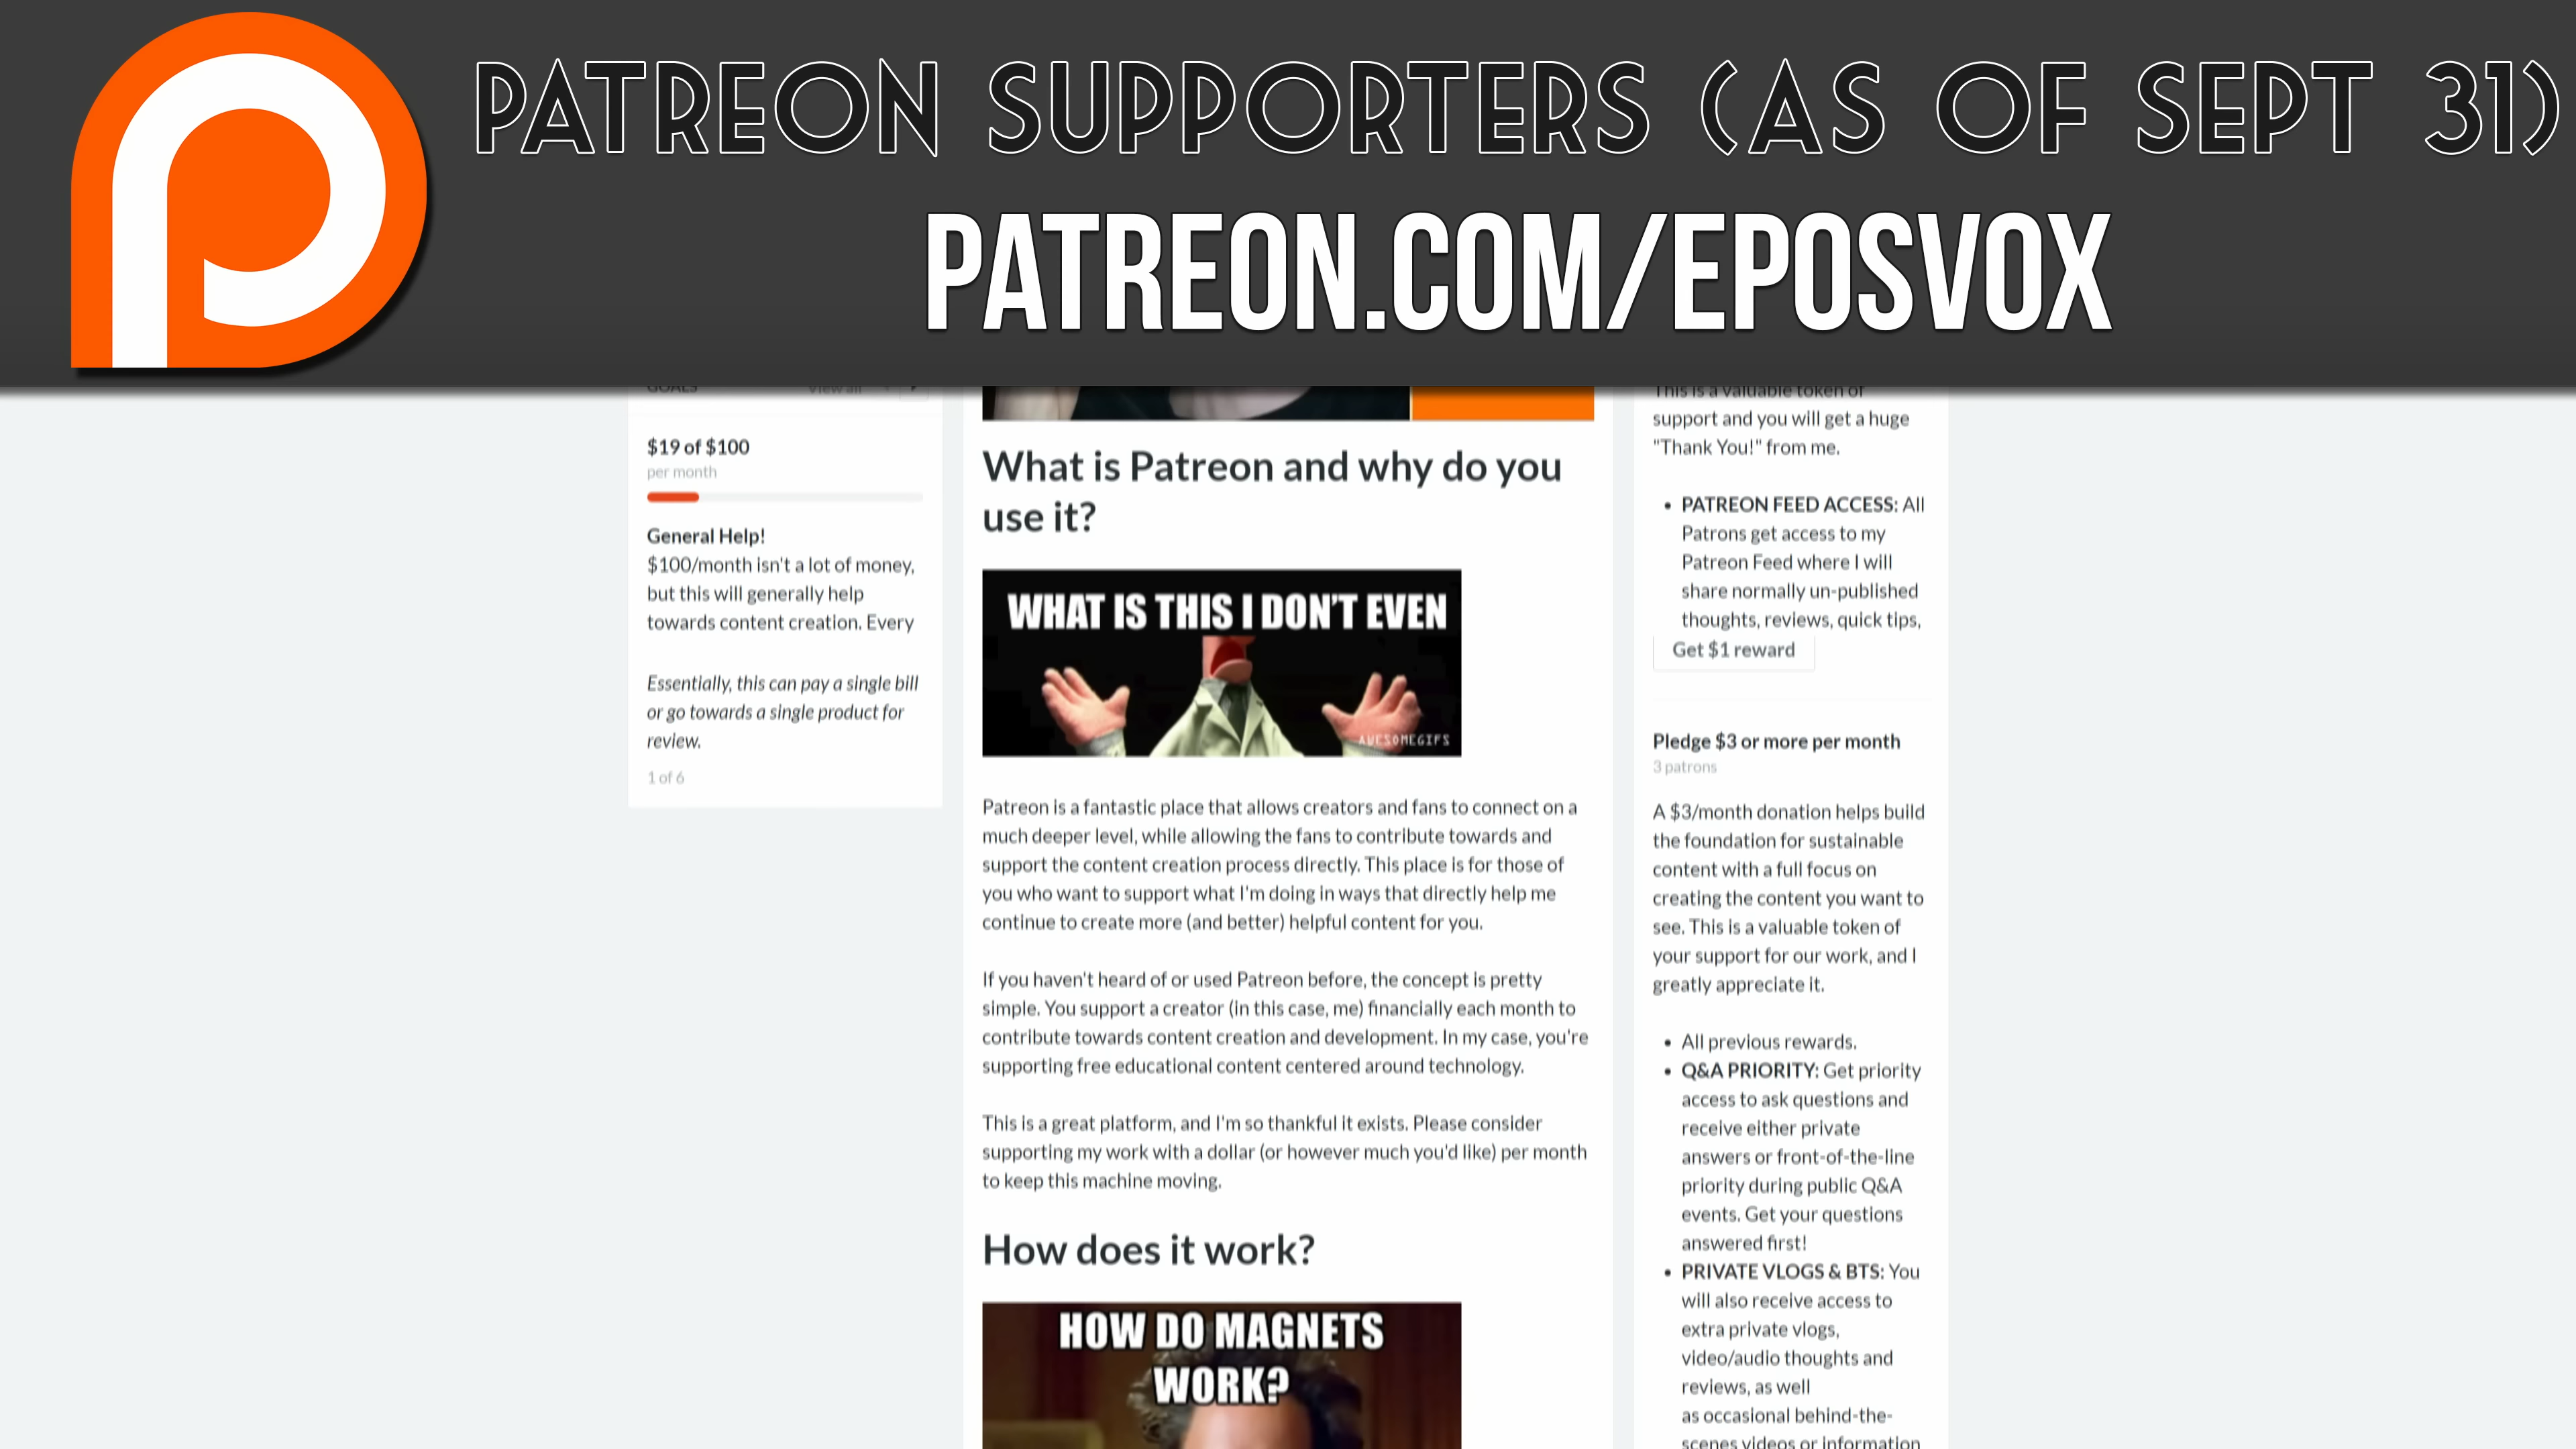 PATREON SUPPORTERS (AS OF SEPT 31)
PATREON.COM/EPOSVOX
GOALS View all
$19 of $100
per month
General Help!
$100/month isn't a lot of money,
but this will generally help
towards content creation. Every
Essentially, this can pay a single bill
or go towards a single product for
review.
1 of 6
What is Patreon and why do you
use it?
WHAT IS THIS I DON'T EVEN
AWESOMEGIFS
Patreon is a fantastic place that allows creators and fans to connect on a
much deeper level, while allowing the fans to contribute towards and
support the content creation process directly. This place is for those of
you who want to support what I'm doing in ways that directly help me
continue to create more (and better) helpful content for you.
If you haven't heard of or used Patreon before, the concept is pretty
simple. You support a creator (in this case, me) financially each month to
contribute towards content creation and development. In my case, you're
supporting free educational content centered around technology.
This is a great platform, and I'm so thankful it exists. Please consider
supporting my work with a dollar (or however much you'd like) per month
to keep this machine moving.
How does it work?
HOW DO MAGNETS
WORK?
This is a valuable token of
support and you will get a huge
"Thank You!" from me.
• PATREON FEED ACCESS: All
Patrons get access to my
Patreon Feed where I will
share normally un-published
thoughts, reviews, quick tips,
Get $1 reward
Pledge $3 or more per month
3 patrons
A $3/month donation helps build
the foundation for sustainable
content with a full focus on
creating the content you want to
see. This is a valuable token of
your support for our work, and I
greatly appreciate it.
• All previous rewards.
• Q&A PRIORITY: Get priority
access to ask questions and
receive either private
answers or front-of-the-line
priority during public Q&A
events. Get your questions
answered first!
• PRIVATE VLOGS & BTS: You
will also receive access to
extra private vlogs,
video/audio thoughts and
reviews, as well
as occasional behind-the-
scenes videos or information